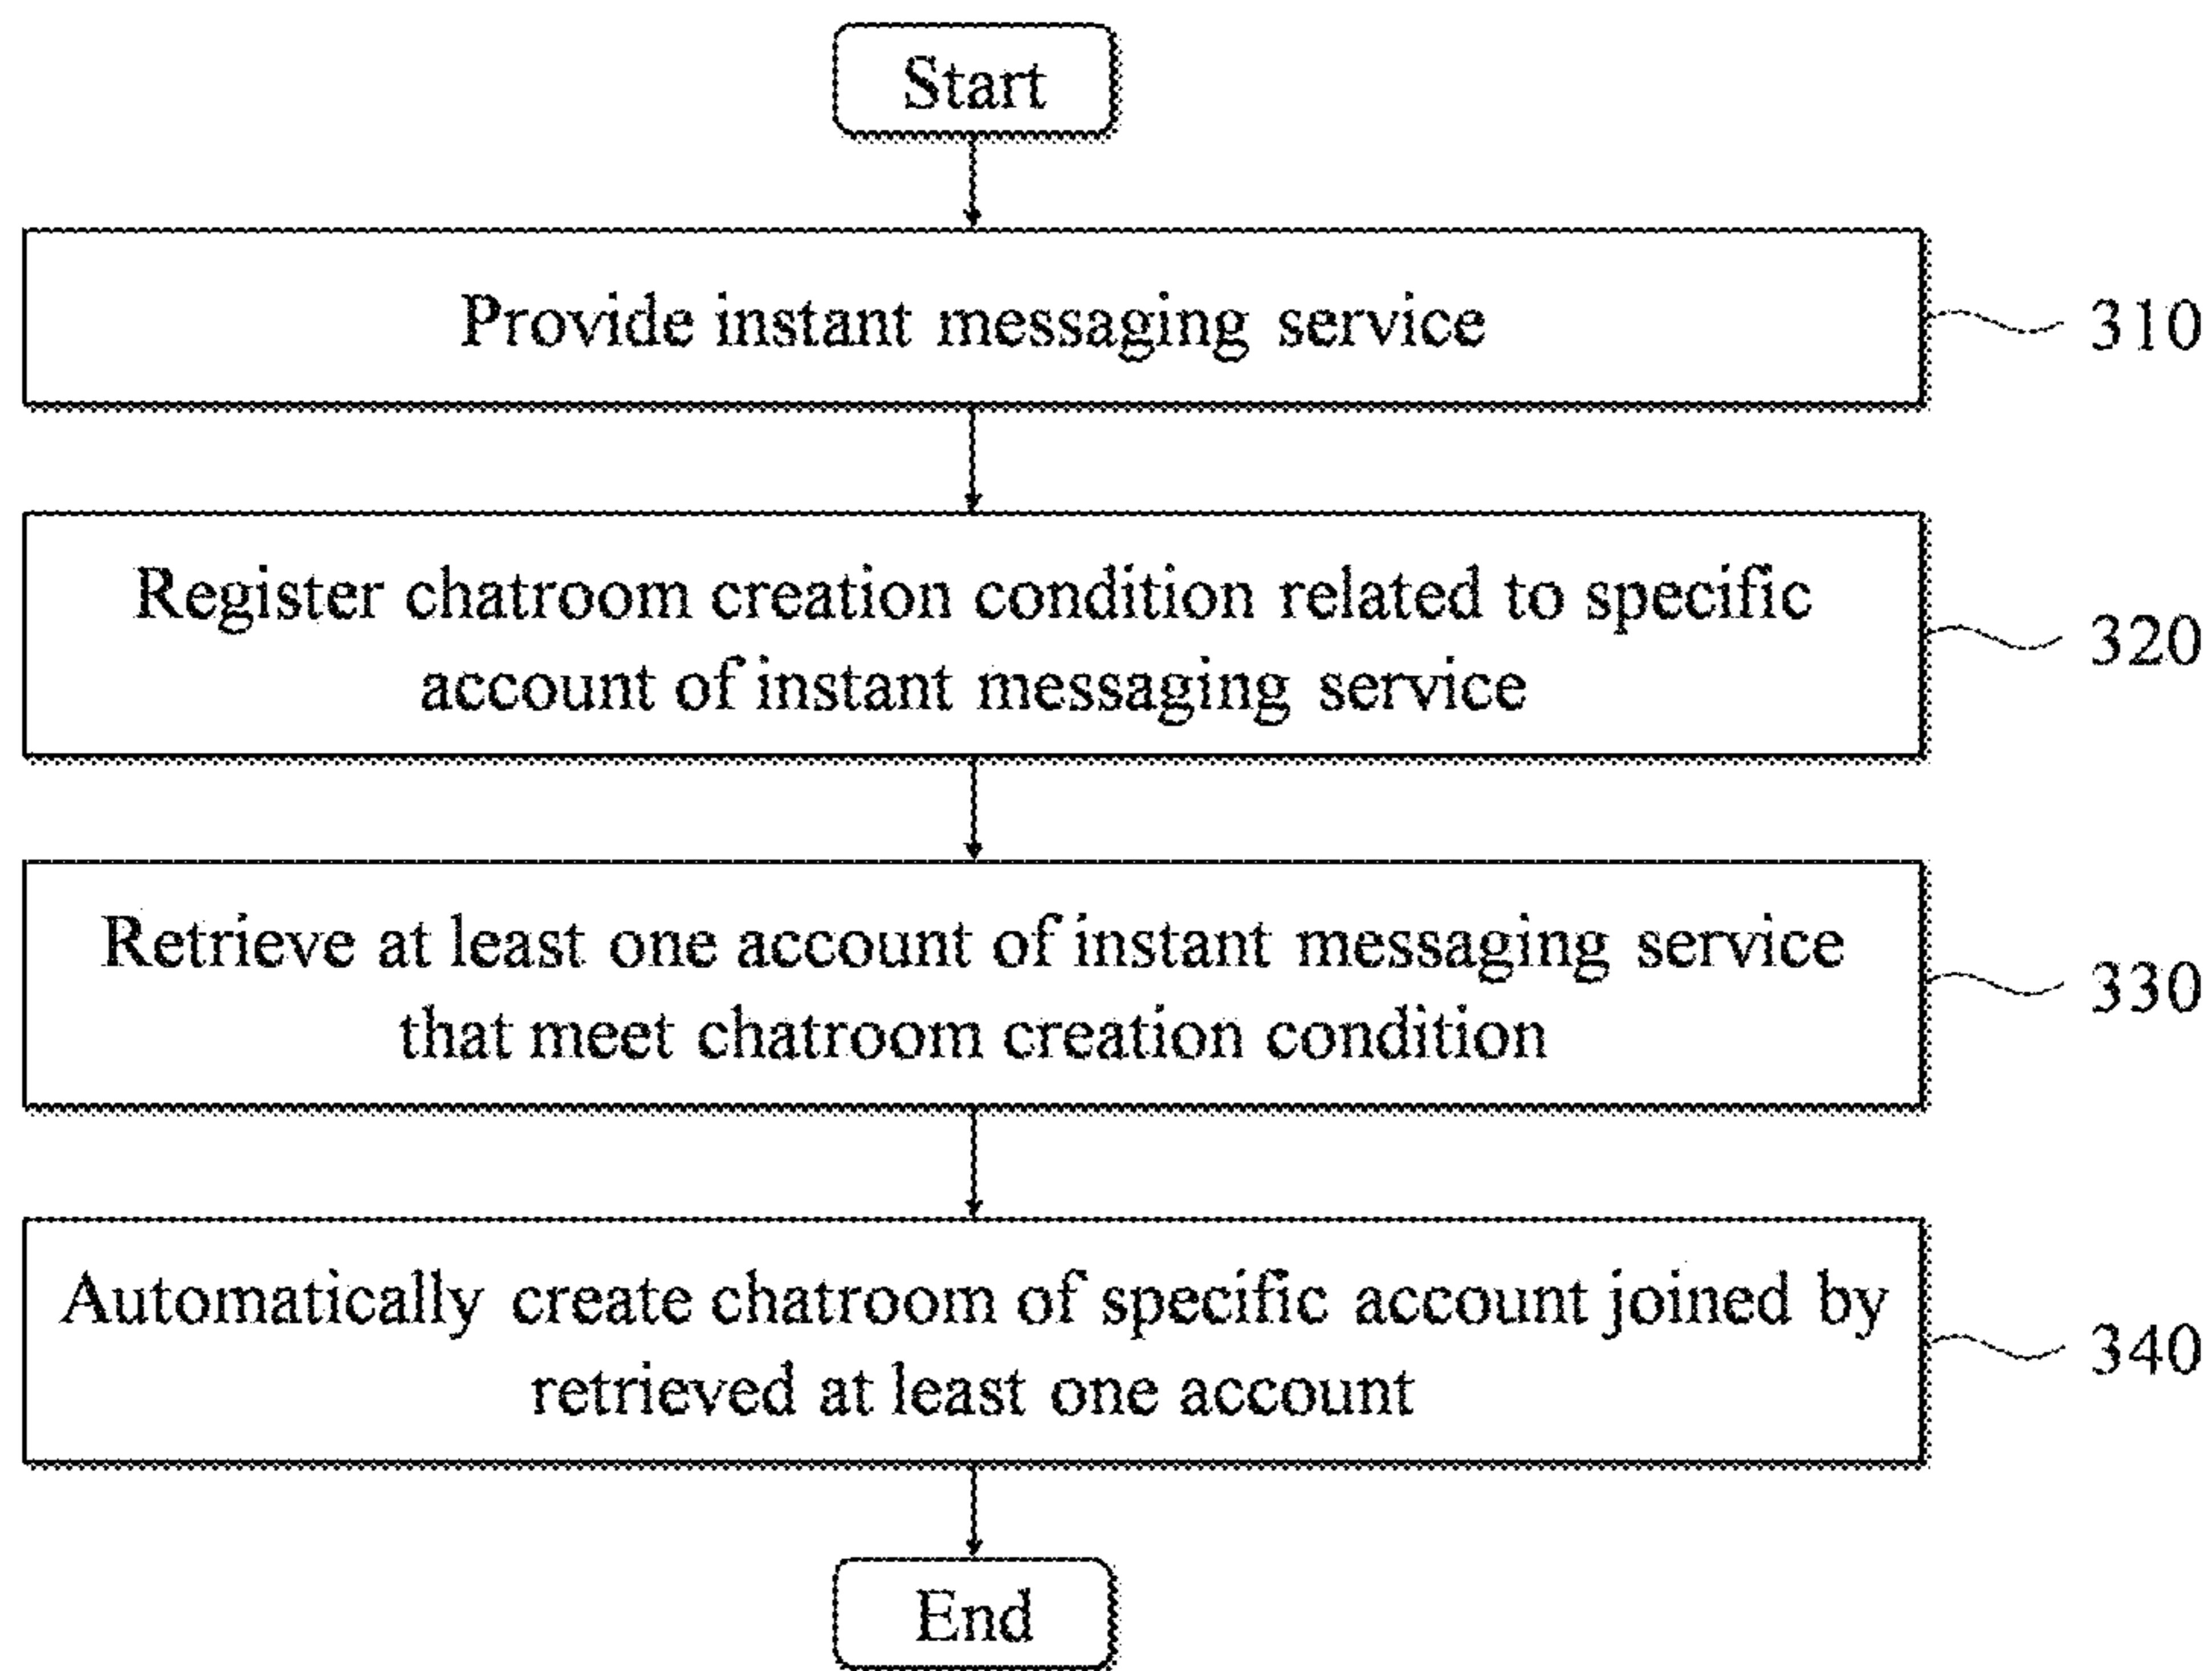 Start
Provide instant messaging service
310
Register chatroom creation condition related to specific
account of instant messaging service
320
Retrieve at least one account of instant messaging service
that meet chatroom creation condition
330
Automatically create chatroom of specific account joined by
retrieved at least one account
340
End